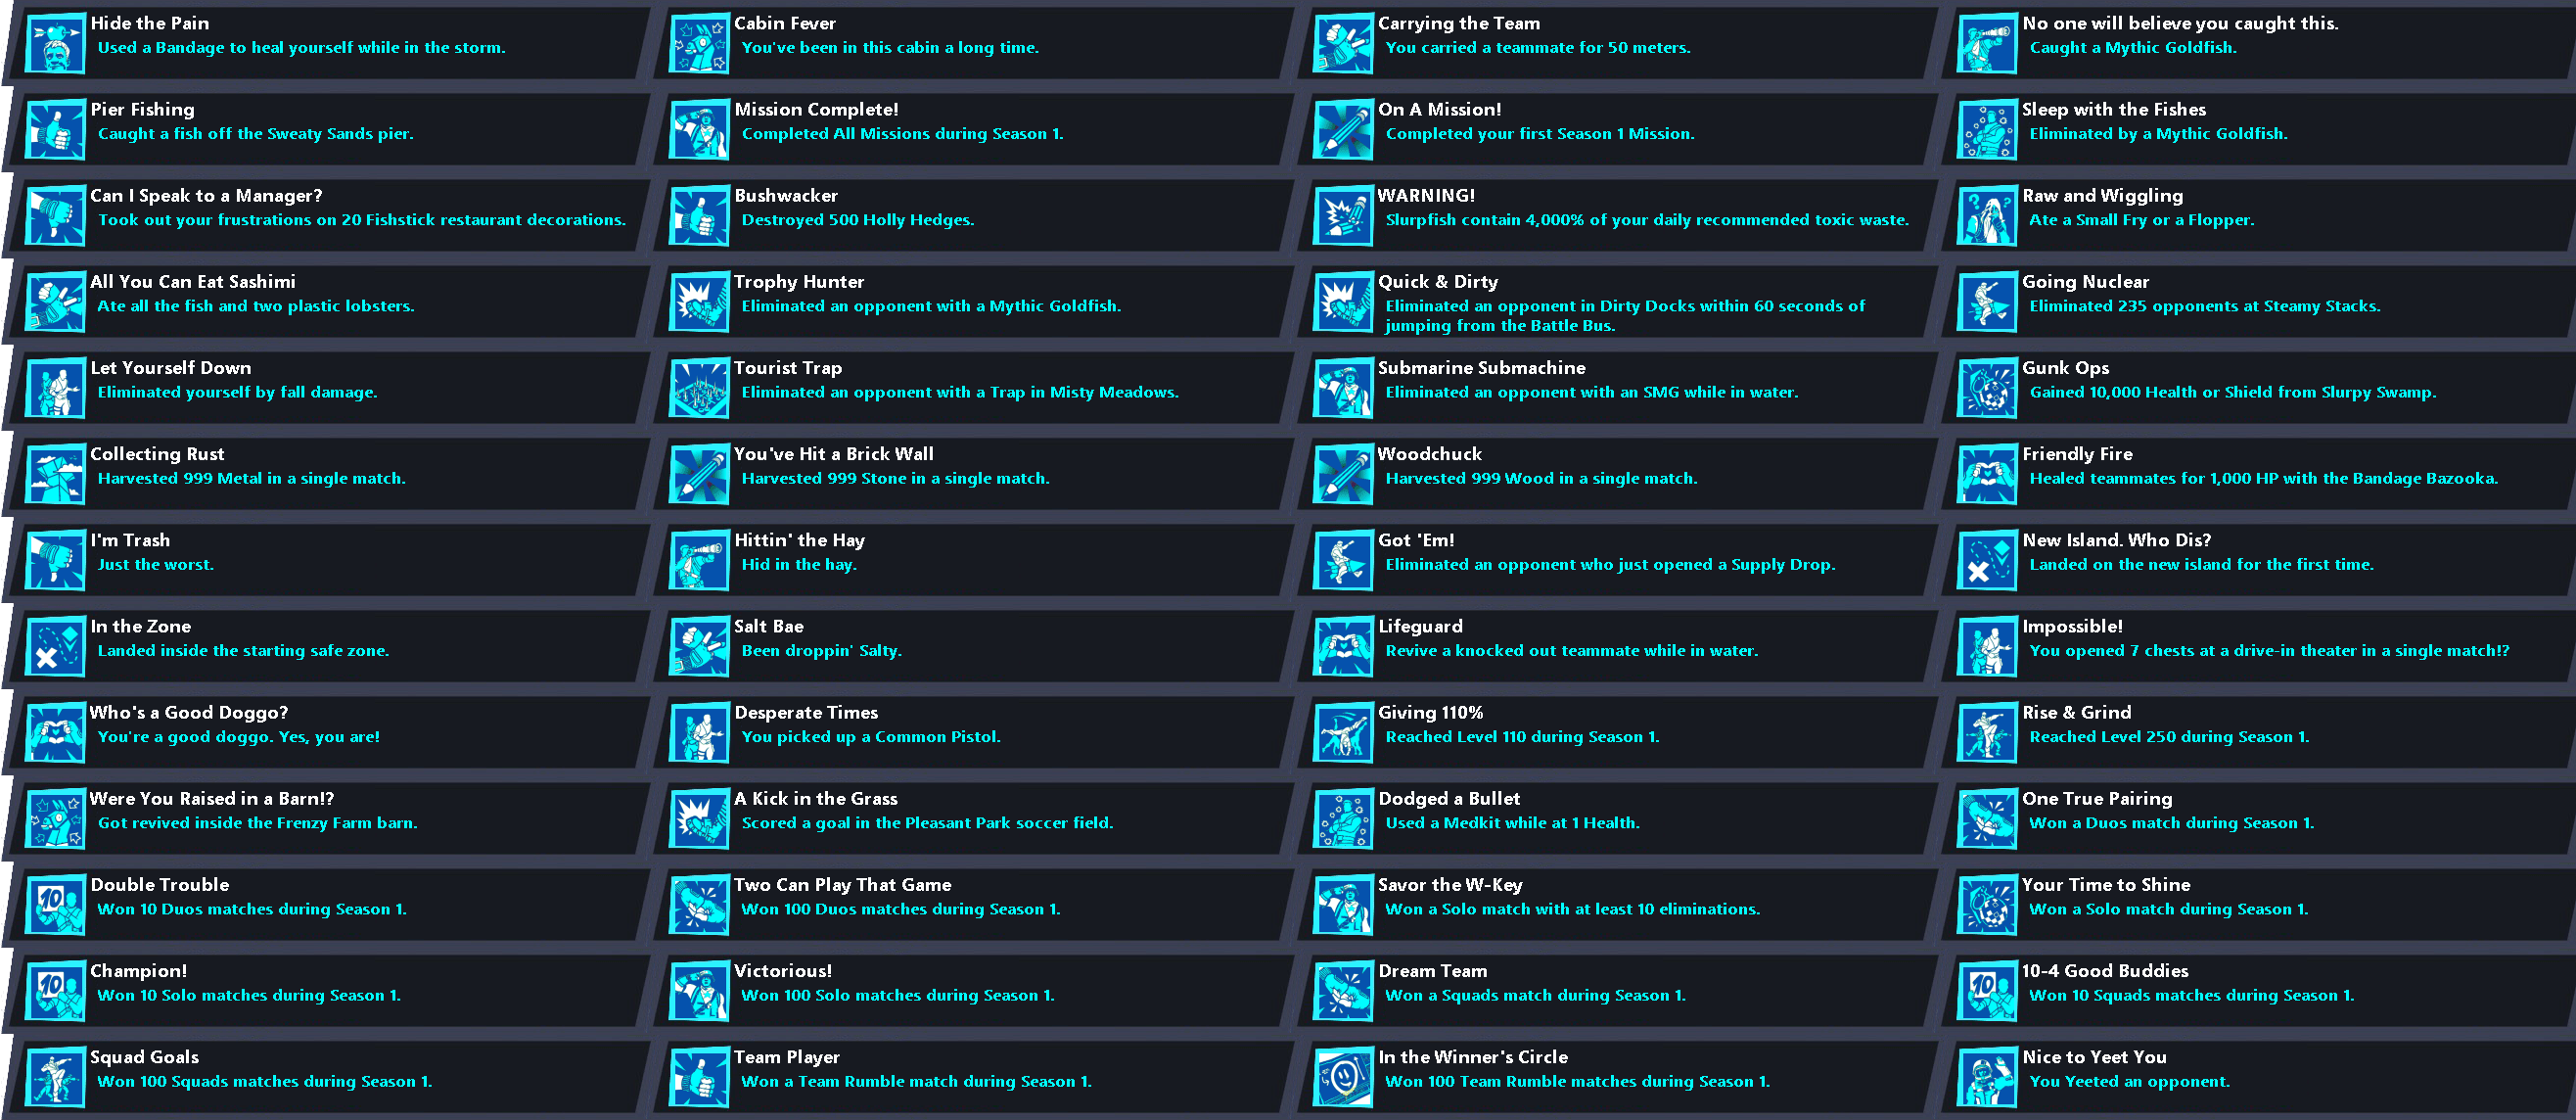 Hide the Pain
Used a Bandage to heal yourself while in the storm.
Cabin Fever
You've been in this cabin a long time.
Carrying the Team
You carried a teammate for 50 meters.
No one will believe you caught this.
Caught a Mythic Goldfish.
Pier Fishing
Caught a fish off the Sweaty Sands pier.
Mission Complete!
Completed All Missions during Season 1.
On A Mission!
Completed your first Season 1 Mission.
Sleep with the Fishes
Eliminated by a Mythic Goldfish.
Can I Speak to a Manager?
Took out your frustrations on 20 Fishstick restaurant decorations.
Bushwacker
Destroyed 500 Holly Hedges.
WARNING!
Slurpfish contain 4,000% of your daily recommended toxic waste.
Raw and Wiggling
Ate a Small Fry or a Flopper.
All You Can Eat Sashimi
Ate all the fish and two plastic lobsters.
Trophy Hunter
Eliminated an opponent with a Mythic Goldfish.
Quick & Dirty
Eliminated an opponent in Dirty Docks within 60 seconds of
jumping from the Battle Bus.
Going Nuclear
Eliminated 235 opponents at Steamy Stacks.
Let Yourself Down
Eliminated yourself by fall damage.
Tourist Trap
Eliminated an opponent with a Trap in Misty Meadows.
Submarine Submachine
Eliminated an opponent with an SMG while in water.
Gunk Ops
Gained 10,000 Health or Shield from Slurpy Swamp.
Collecting Rust
Harvested 999 Metal in a single match.
You've Hit a Brick Wall
Harvested 999 Stone in a single match.
Woodchuck
Harvested 999 Wood in a single match.
Friendly Fire
Healed teammates for 1,000 HP with the Bandage Bazooka.
I'm Trash
Just the worst.
Hittin' the Hay
Hid in the hay.
Got 'Em!
Eliminated an opponent who just opened a Supply Drop.
New Island. Who Dis?
Landed on the new island for the first time.
In the Zone
Landed inside the starting safe zone.
Salt Bae
Been droppin' Salty.
Lifeguard
Revive a knocked out teammate while in water.
Impossible!
You opened 7 chests at a drive-in theater in a single match!?
Who's a Good Doggo?
You're a good doggo. Yes, you are!
Desperate Times
You picked up a Common Pistol.
Giving 110%
Reached Level 110 during Season 1.
Rise & Grind
Reached Level 250 during Season 1.
Were You Raised in a Barn!?
Got revived inside the Frenzy Farm barn.
A Kick in the Grass
Scored a goal in the Pleasant Park soccer field.
Dodged a Bullet
Used a Medkit while at 1 Health.
One True Pairing
Won a Duos match during Season 1.
10
Double Trouble
Won 10 Duos matches during Season 1.
Two Can Play That Game
Won 100 Duos matches during Season 1.
Savor the W-Key
Won a Solo match with at least 10 eliminations.
Your Time to Shine
Won a Solo match during Season 1.
10
Champion!
Won 10 Solo matches during Season 1.
Victorious!
Won 100 Solo matches during Season 1.
Dream Team
Won a Squads match during Season 1.
10
10-4 Good Buddies
Won 10 Squads matches during Season 1.
Squad Goals
Won 100 Squads matches during Season 1.
Team Player
Won a Team Rumble match during Season 1.
In the Winner's Circle
Won 100 Team Rumble matches during Season 1.
Nice to Yeet You
You Yeeted an opponent.